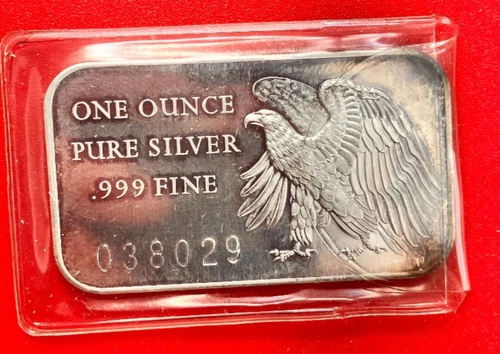 ONE OUNCE
PURE SILVER
.999 FINE
038029